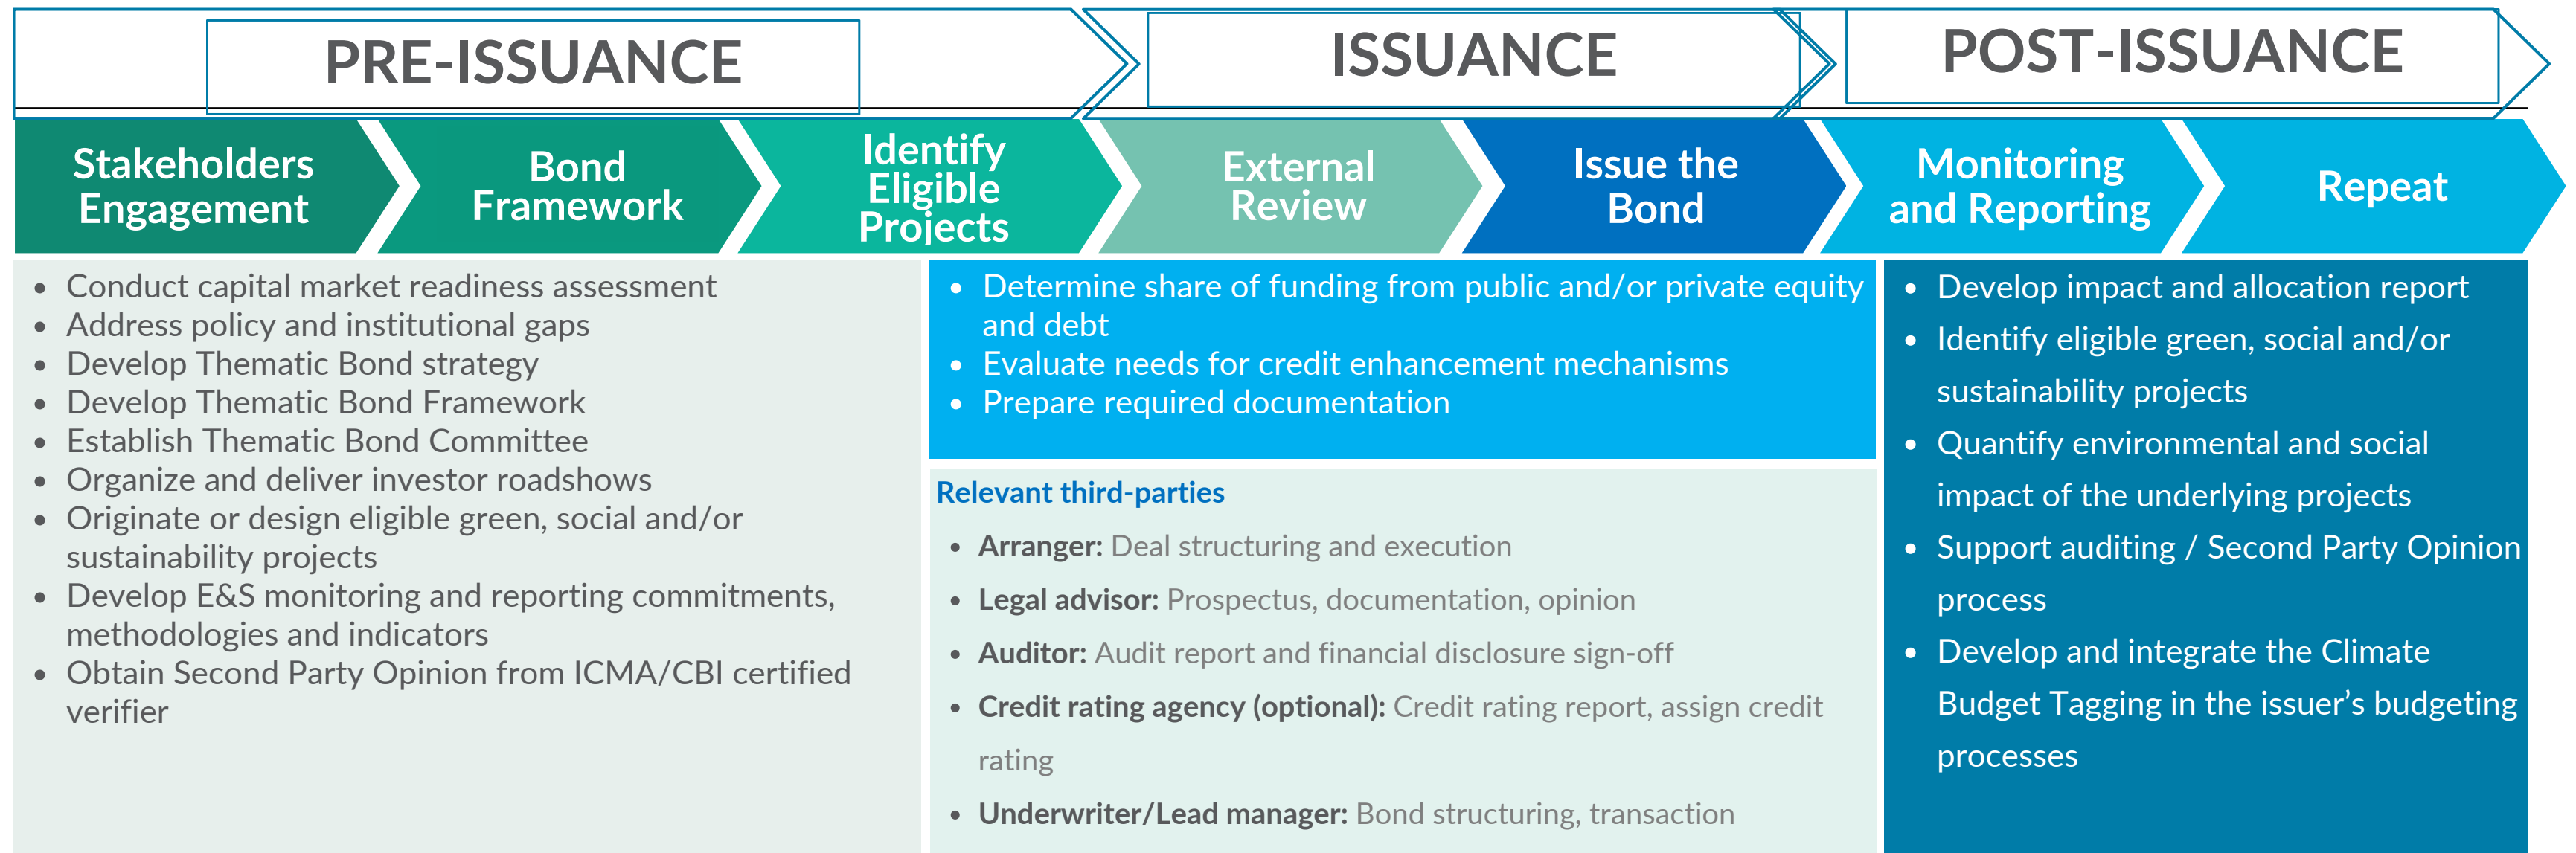 PRE-ISSUANCE
ISSUANCE
POST-ISSUANCE
Stakeholders
Engagement
Bond
Framework
Identify
Eligible
Projects
External
Review
Issue the
Bond
Monitoring
and Reporting
Repeat
• Conduct capital market readiness assessment
• Address policy and institutional gaps
• Develop Thematic Bond strategy
• Develop Thematic Bond Framework
• Establish Thematic Bond Committee
• Organize and deliver investor roadshows
• Originate or design eligible green, social and/or
sustainability projects
• Develop E&S monitoring and reporting commitments,
methodologies and indicators
• Obtain Second Party Opinion from ICMA/CBI certified
verifier
• Determine share of funding from public and/or private equity
and debt
• Evaluate needs for credit enhancement mechanisms
• Prepare required documentation
Relevant third-parties
• Arranger: Deal structuring and execution
• Legal advisor: Prospectus, documentation, opinion
• Auditor: Audit report and financial disclosure sign-off
• Credit rating agency (optional): Credit rating report, assign credit
rating
• Underwriter/Lead manager: Bond structuring, transaction
• Develop impact and allocation report
• Identify eligible green, social and/or
sustainability projects
• Quantify environmental and social
impact of the underlying projects
• Support auditing / Second Party Opinion
process
• Develop and integrate the Climate
Budget Tagging in the issuer’s budgeting
processes